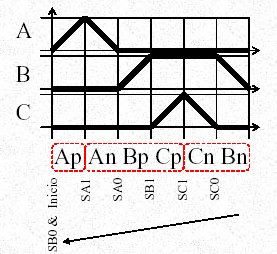 A
B
C
Ap An Bp Cp Cn Bn
SB0 & Inicio
SA1
SA0
SB1
SC1
SC0